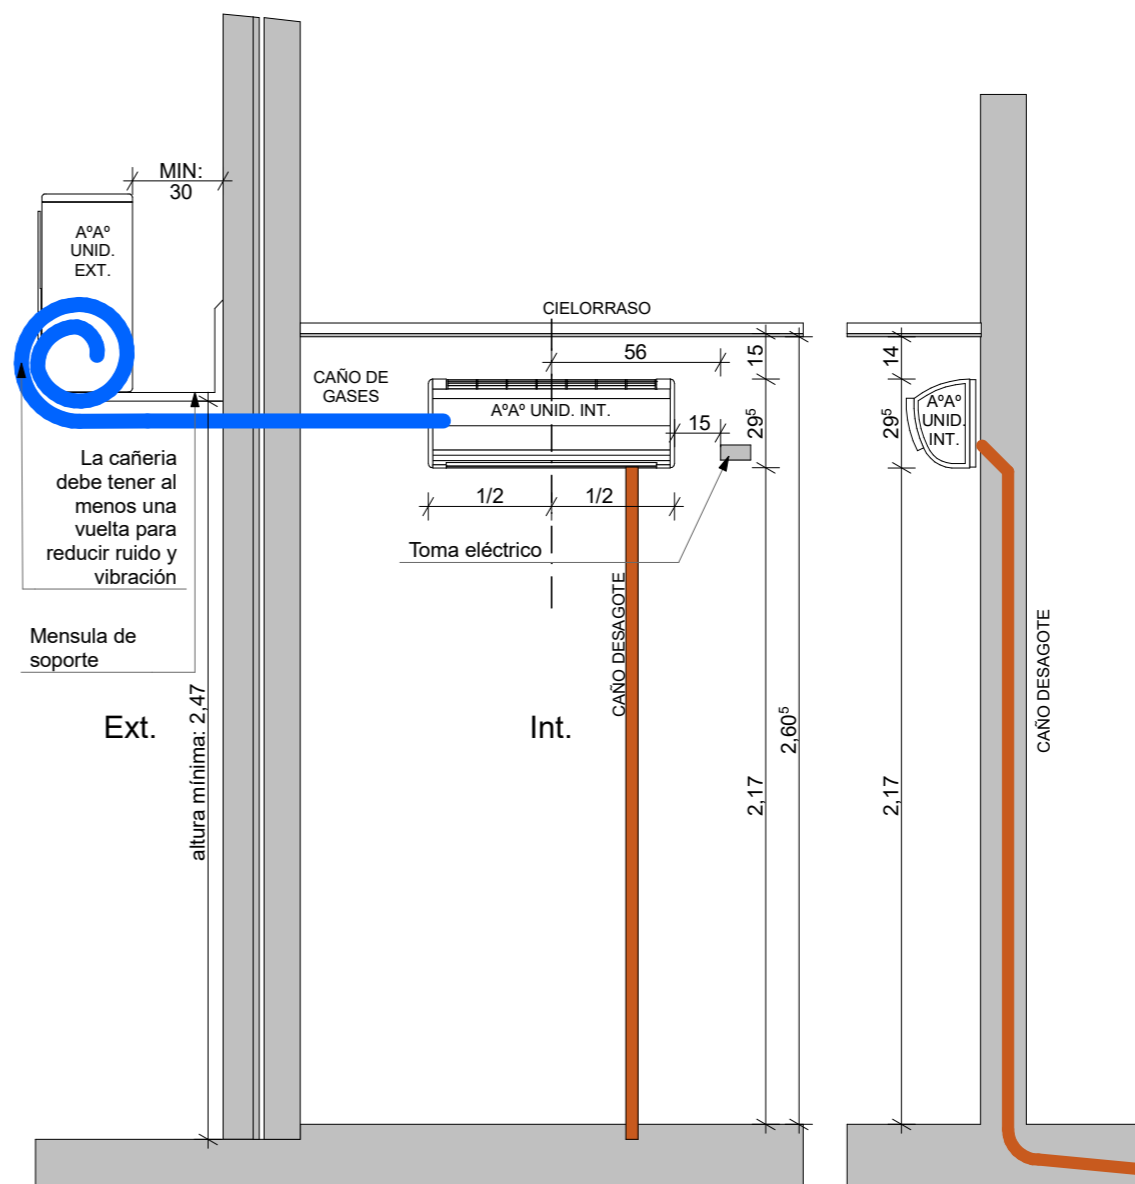 MIN:
30
AºAº
UNID.
EXT.
CIELORRASO
56
15
14
CAÑO DE
GASES
AºAº UNID. INT.
15
29⁵
29⁵
AºAº
UNID.
INT.
La cañeria
debe tener al
menos una
vuelta para
reducir ruido y
vibración
1/2
1/2
Toma eléctrico
CAÑO DESAGOTE
CAÑO DESAGOTE
Mensula de
soporte
Ext.
Int.
altura mínima: 2,47
2,60⁵
2,17
2,17